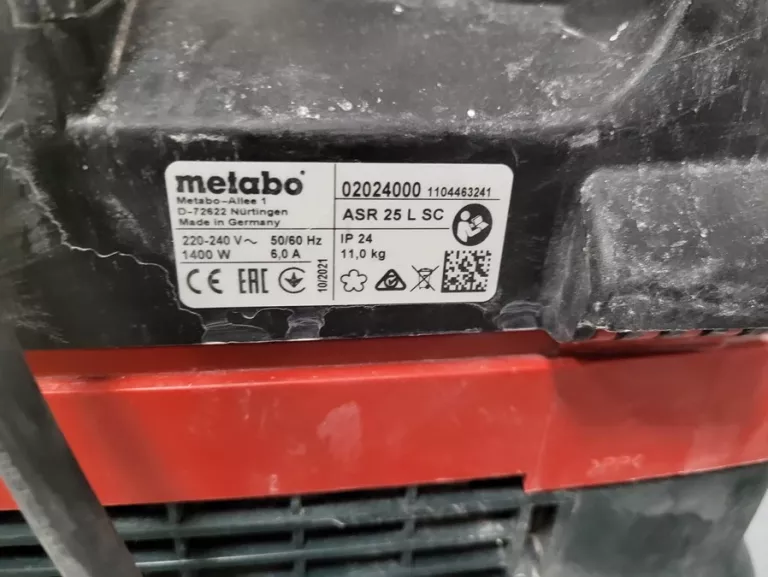 metabo
Metabo-Allee 1
D-72622 Nürtingen
Made in Germany
220-240 V~ 50/60 Hz
1400 W 6,0 A
CE EAC
10/2021
02024000 1104463241
ASR 25 L SC
IP 24
11,0 kg